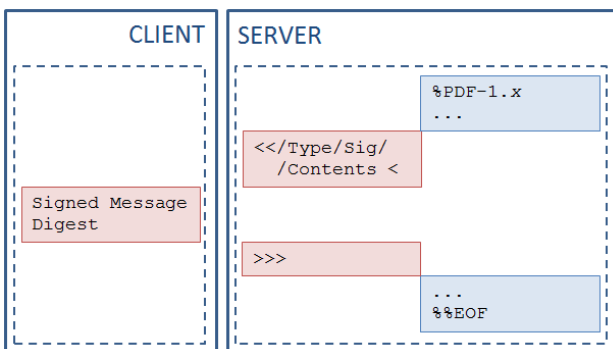 CLIENT
SERVER
%PDF-1.x
...
<</Type/Sig/
/Contents <
Signed Message
Digest
>>>
...
%%EOF